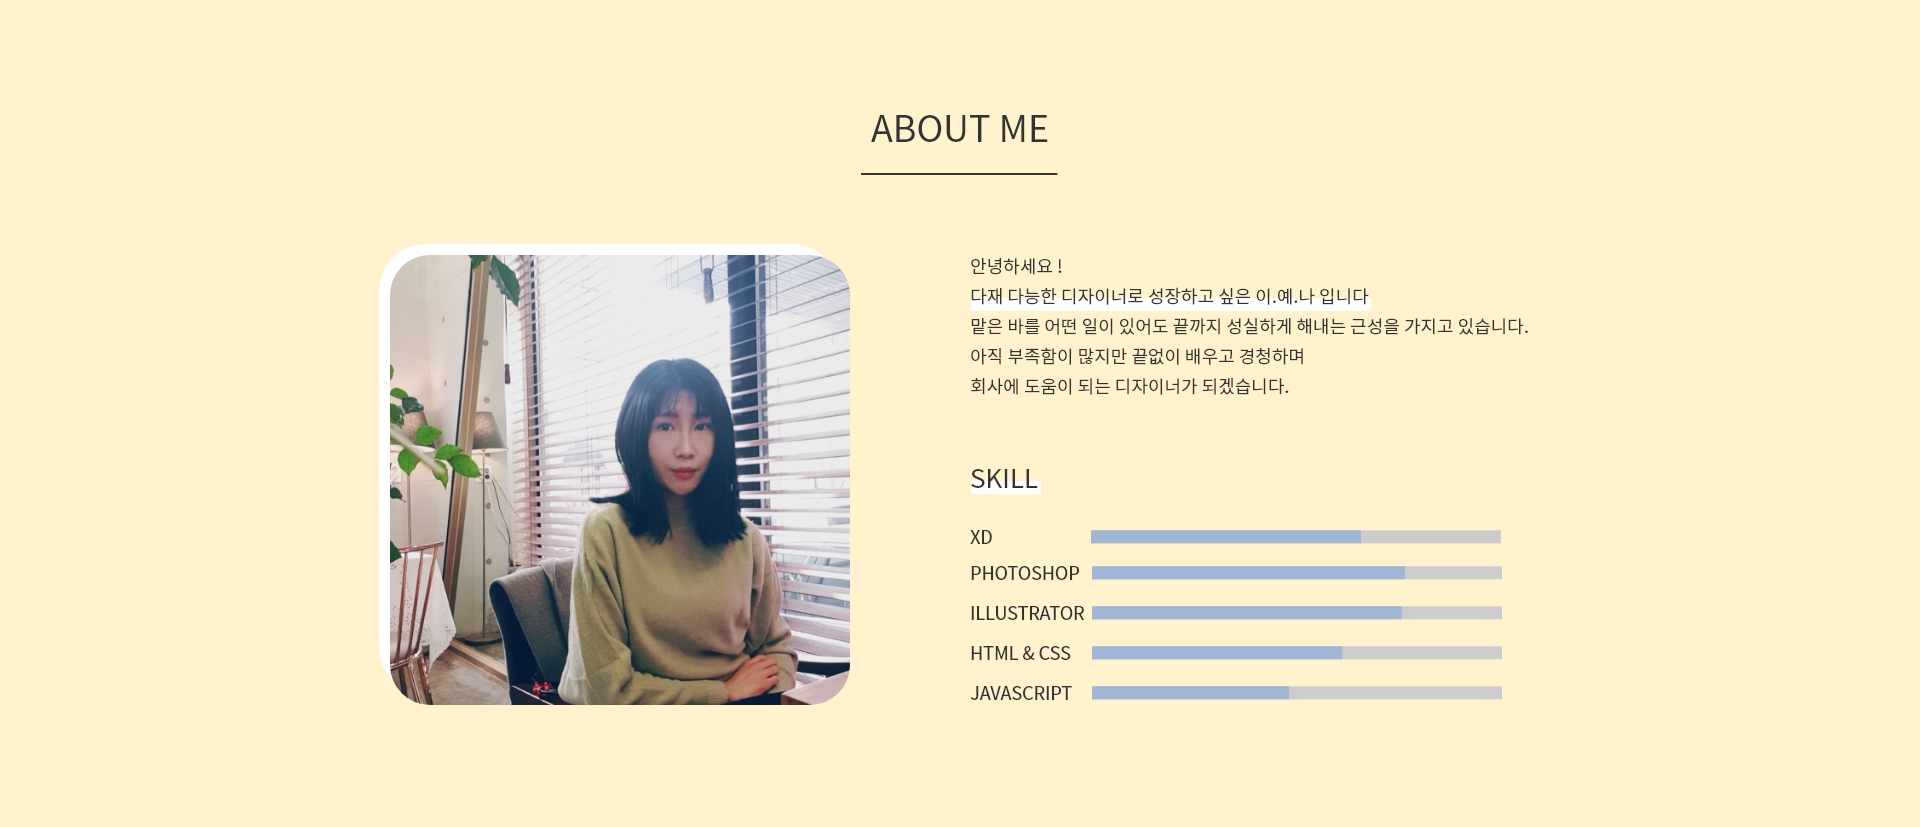 ABOUT ME
안녕하세요 !
다재 다능한 디자이너로 성장하고 싶은 이.예.나 입니다
맡은 바를 어떤 일이 있어도 끝까지 성실하게 해내는 근성을 가지고 있습니다.
아직 부족함이 많지만 끝없이 배우고 경청하며
회사에 도움이 되는 디자이너가 되겠습니다.
SKILL
XD
PHOTOSHOP
ILLUSTRATOR
HTML & CSS
JAVASCRIPT